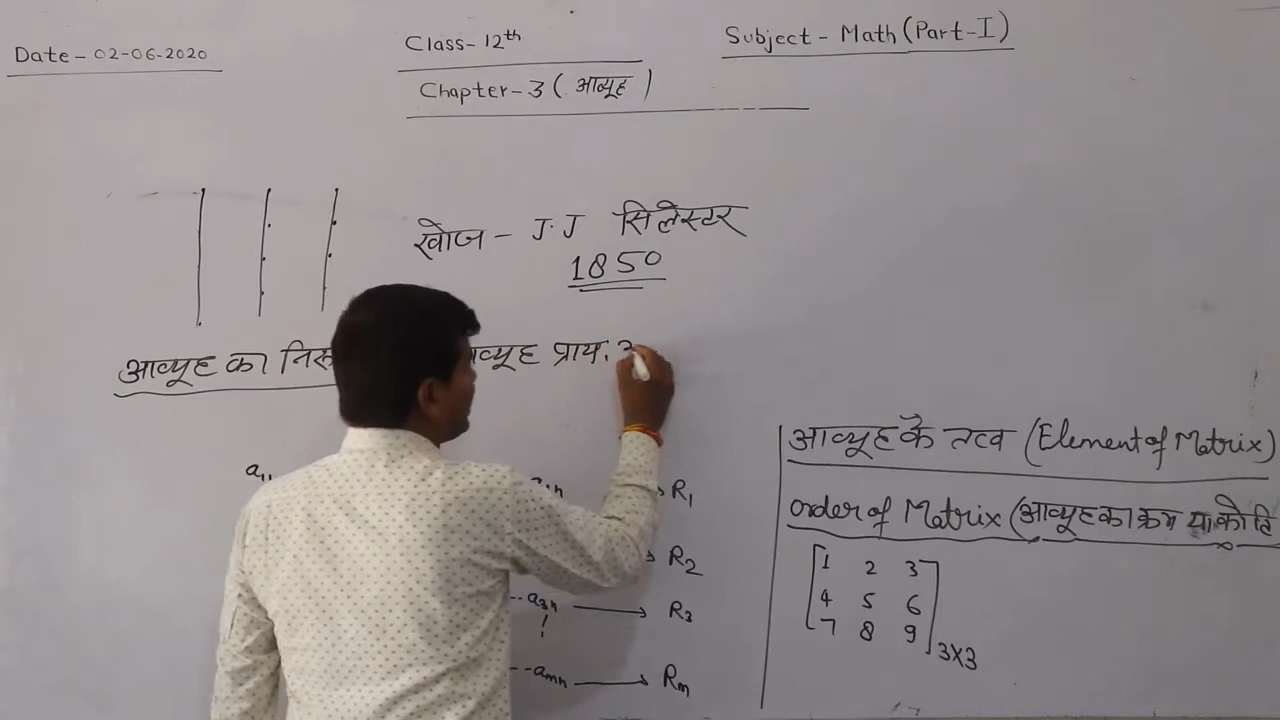 Date - 02-06-2020
Class- 12th
Subject - Math (Part-I)
Chapter- 3 ( आव्यूह )
खोज - J.J सिलेस्टर
1850
आव्यूह का प्राय.
a11 → R1
→ R2
--a3n → R3
--amn → Rm
आव्यूह के तत्व (Element of Matrix)
order of Matrix (आव्यूह का क्रम या कोटि
1 2 3
4 5 6
7 8 9
3X3